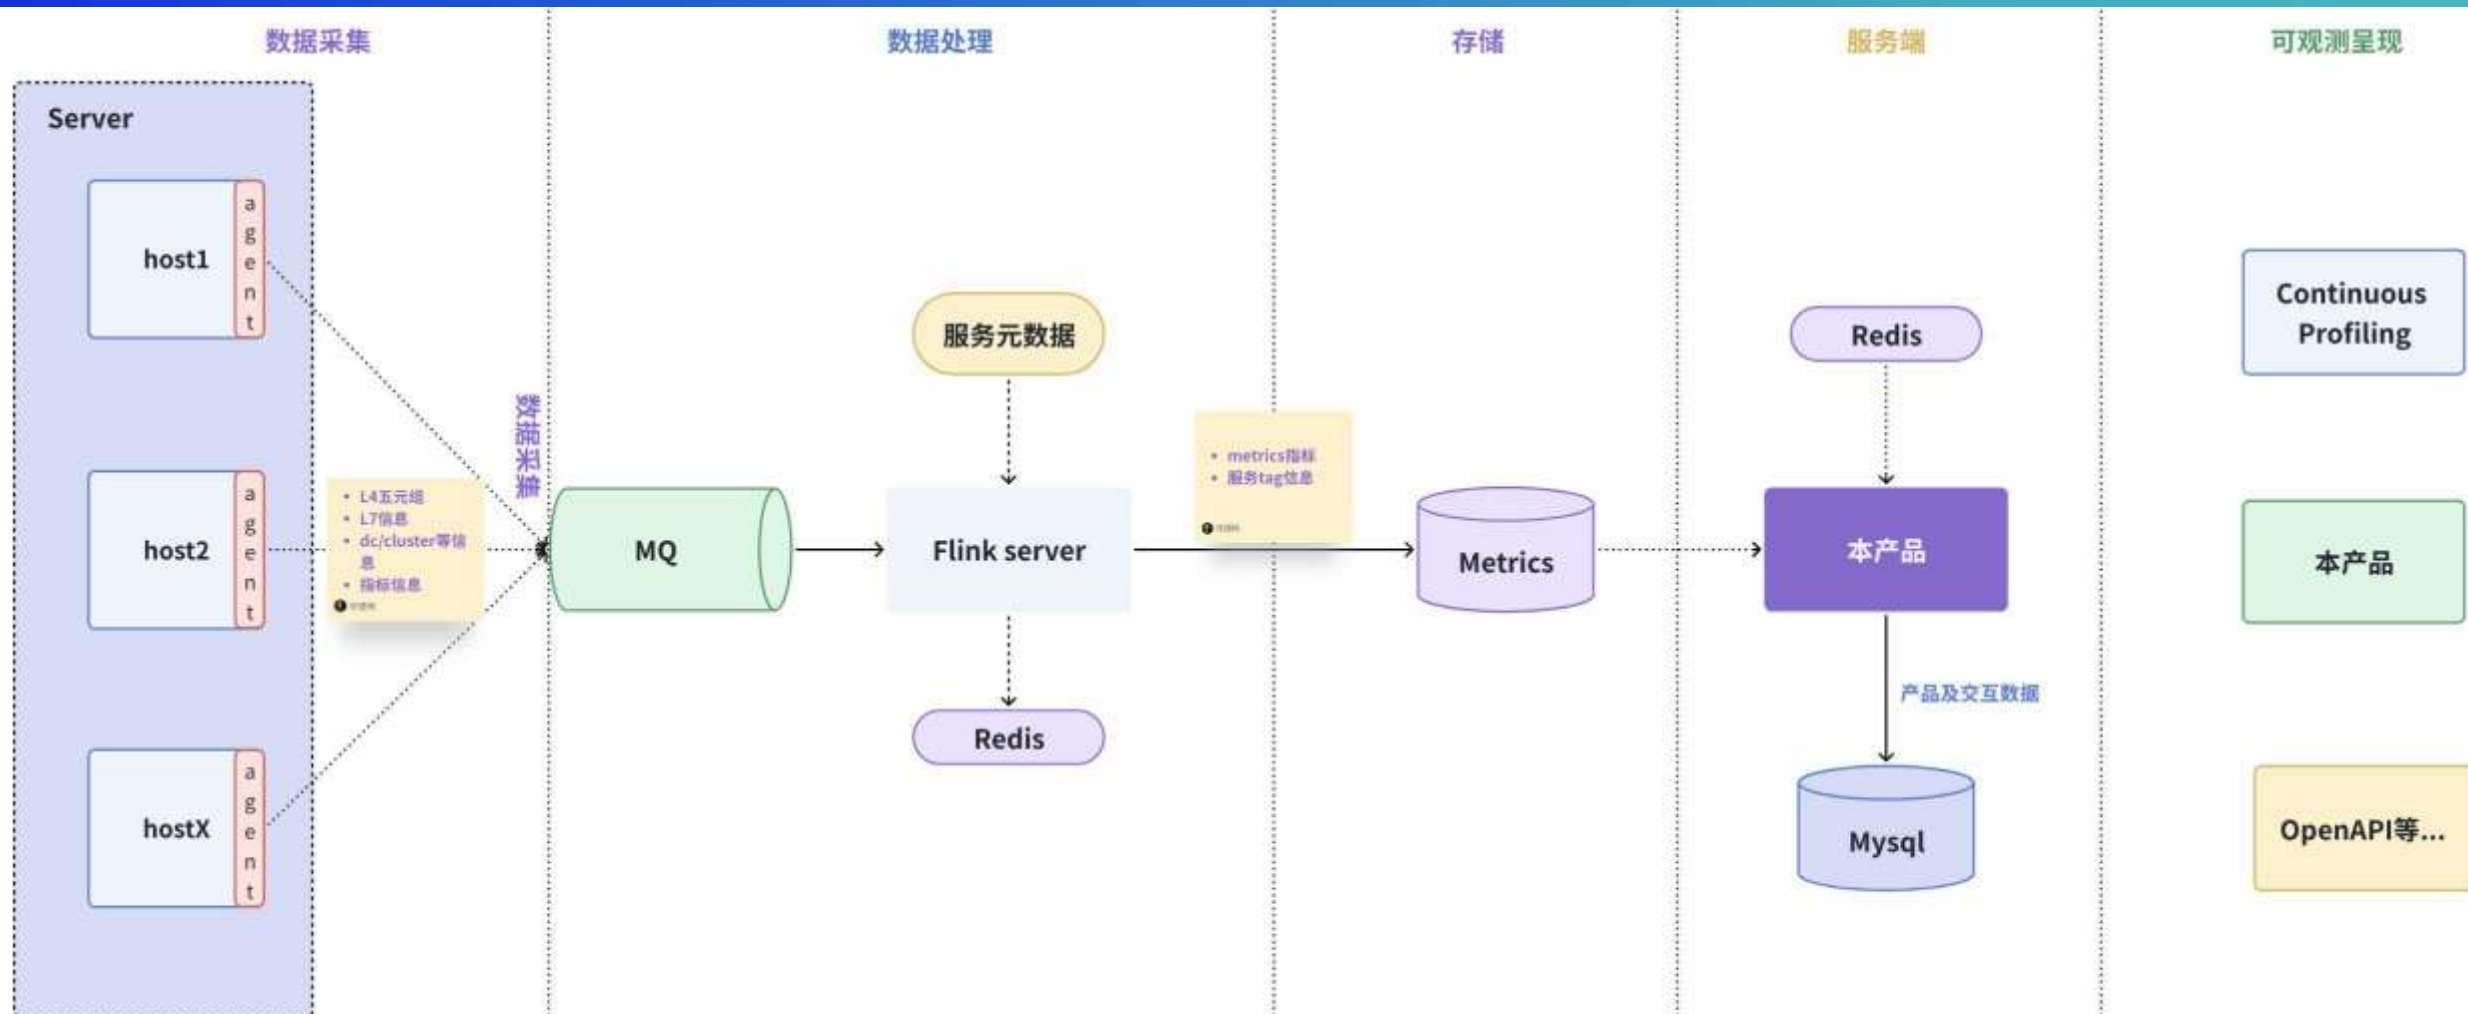 数据采集
数据处理
存储
服务端
可观测呈现
Server
host1
a
g
e
n
t
host2
a
g
e
n
t
hostX
a
g
e
n
t
L4五元组
L7信息
dc/cluster等信
息
指标信息
数据采集
MQ
服务元数据
Flink server
Redis
metrics指标
服务tag信息
Metrics
Redis
本产品
产品及交互数据
Mysql
Continuous
Profiling
本产品
OpenAPI等...